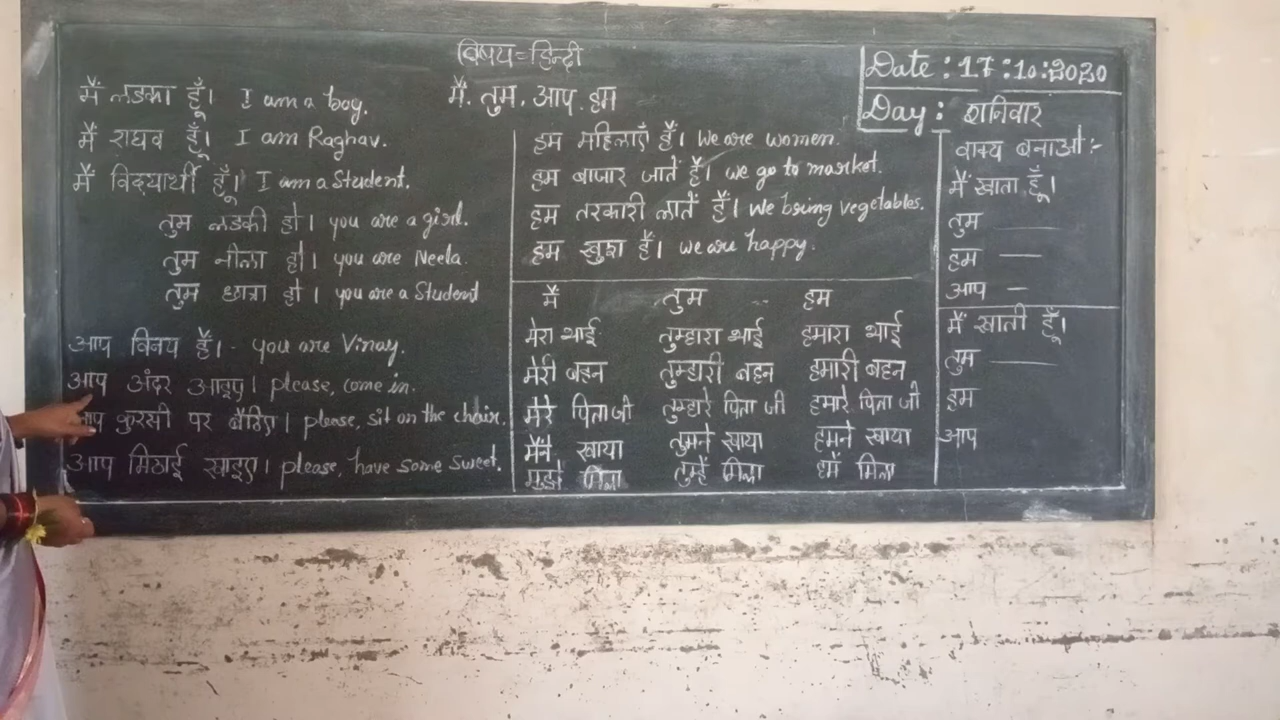 विषय=हिन्दी
मैं. तुम. आप. हम
Date : 17:10:2020
Day : शनिवार
मैं लडका हूँ। I am a boy.
मैं राघव हूँ। I am Raghav.
मैं विद्यार्थी हूँ। I am a Student.
तुम लडकी हो। you are a girl.
तुम नीला हो। you are Neela.
तुम छात्रा हो। you are a Student
आप विनय हैं।- you are Vinay.
आप अंदर आइए। please, come in.
आप कुरसी पर बैठिए। please, sit on the chair.
आप मिठाई खाइए। please, have some sweet.
हम महिलाएँ हैं। We are women.
हम बाजार जातें हैं। we go to market.
हम तरकारी लातें हैं। we bring vegetables.
हम खुश हैं। we are happy.
मैं तुम हम
मेरा भाई तुम्हारा भाई हमारा भाई
मेरी बहन तुम्हारी बहन हमारी बहन
मेरे पिता जी तुम्हारे पिता जी हमारे पिता जी
मैंने खाया तुमने खाया हमने खाया
मुझे मिला तुम्हे मिला हमें मिला
वाक्य बनाओ:-
मैं खाता हूँ।
तुम ——
हम ——
आप —
मैं खाती हूँ।
तुम ——
हम
आप